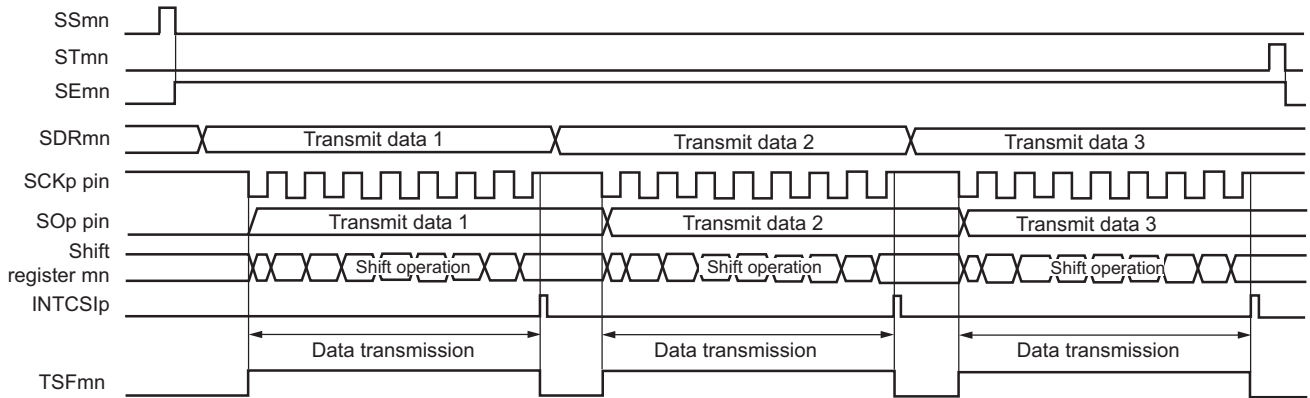 SSmn
STmn
SEmn
SDRmn Transmit data 1 Transmit data 2 Transmit data 3
SCKp pin
SOp pin Transmit data 1 Transmit data 2 Transmit data 3
Shift
register mn Shift operation Shift operation Shift operation
INTCSIp
Data transmission Data transmission Data transmission
TSFmn